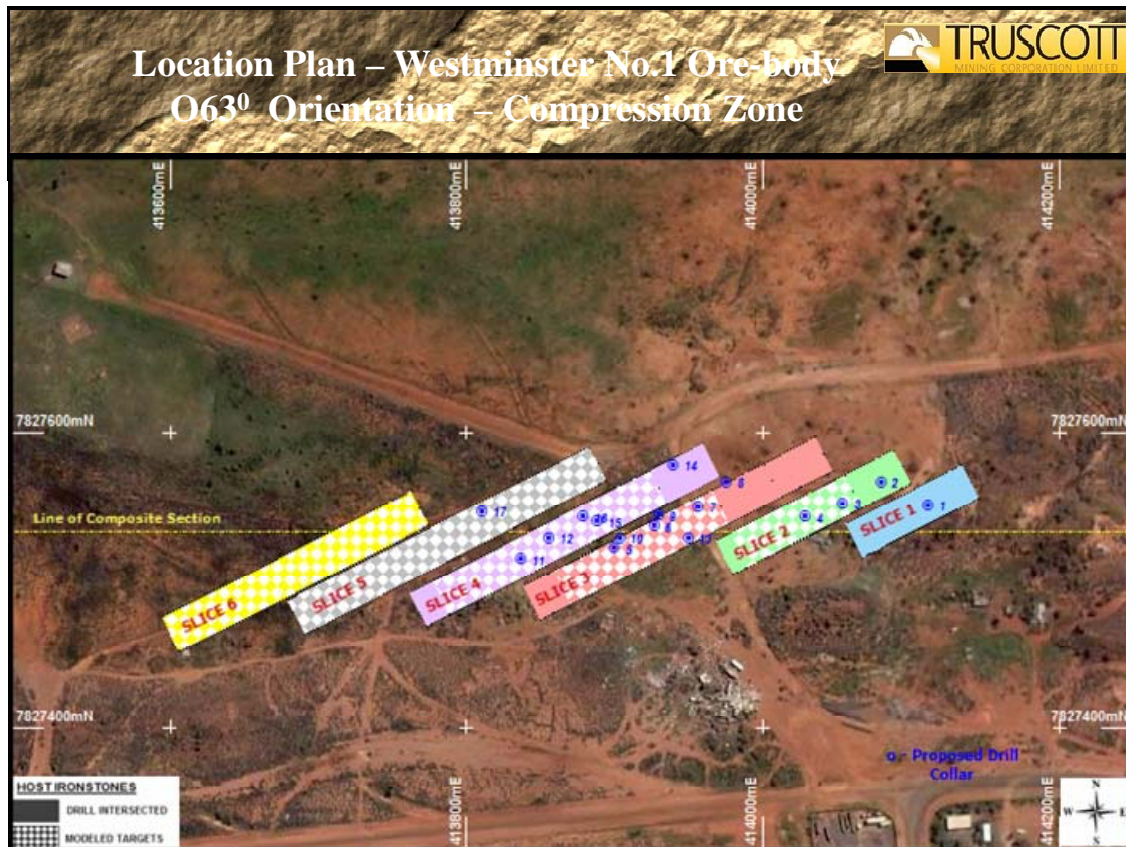 Location Plan – Westminster No.1 Ore-body
O63⁰ Orientation – Compression Zone
TRUSCOTT
MINING CORPORATION LIMITED
413600mE
413800mE
414000mE
414200mE
7827600mN
7827600mN
Line of Composite Section
14
8
2
17
7
3
1
9
4
15
6
12
10
13
5
11
SLICE 1
SLICE 2
SLICE 3
SLICE 4
SLICE 5
SLICE 6
7827400mN
7827400mN
o - Proposed Drill
Collar
HOST IRONSTONES
DRILL INTERSECTED
MODELED TARGETS
413800mE
414000mE
414200mE
N
W
E
S